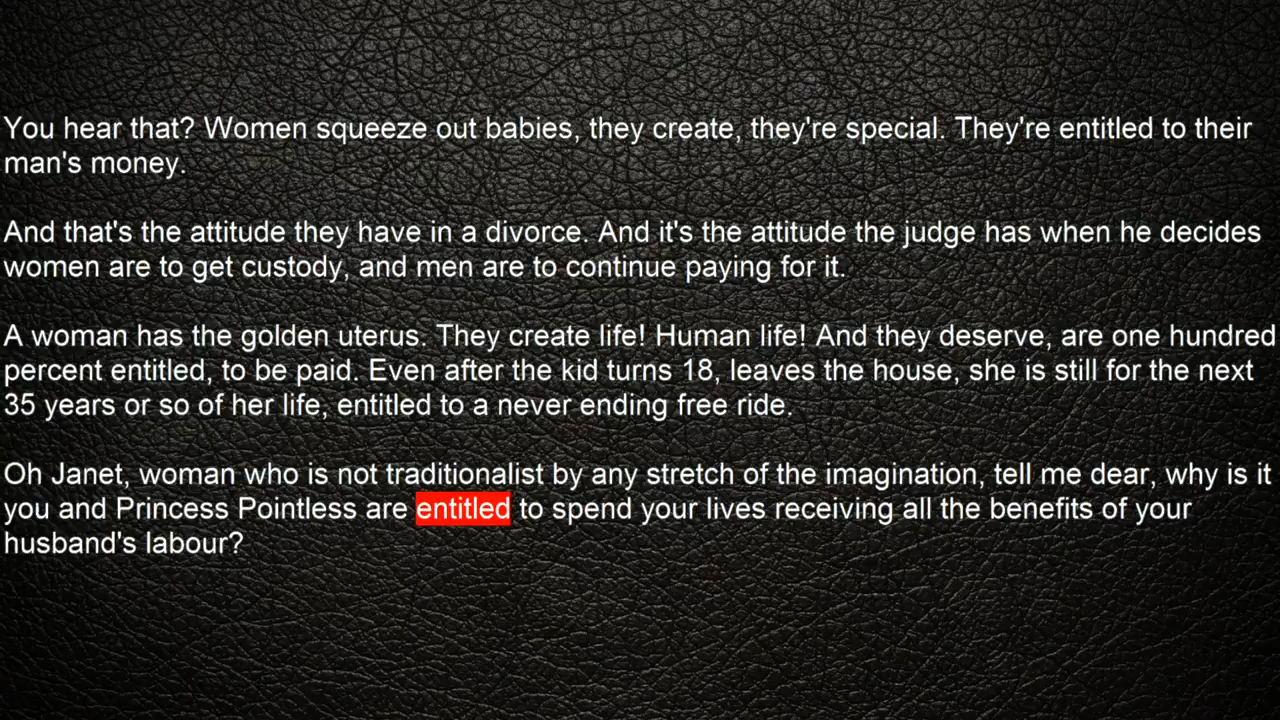 You hear that? Women squeeze out babies, they create, they're special. They're entitled to their
man's money.
And that's the attitude they have in a divorce. And it's the attitude the judge has when he decides
women are to get custody, and men are to continue paying for it.
A woman has the golden uterus. They create life! Human life! And they deserve, are one hundred
percent entitled, to be paid. Even after the kid turns 18, leaves the house, she is still for the next
35 years or so of her life, entitled to a never ending free ride.
Oh Janet, woman who is not traditionalist by any stretch of the imagination, tell me dear, why is it
you and Princess Pointless are entitled to spend your lives receiving all the benefits of your
husband's labour?